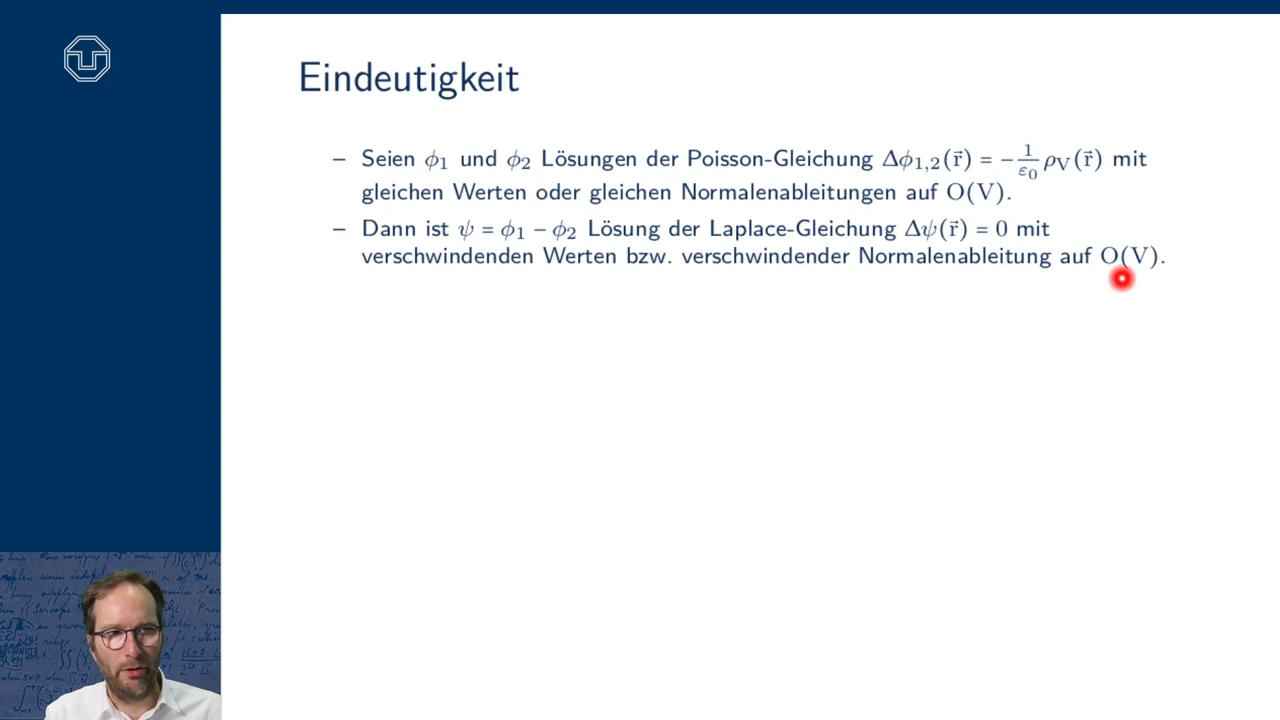 Eindeutigkeit
– Seien ϕ₁ und ϕ₂ Lösungen der Poisson-Gleichung Δϕ₁,₂(r⃗) = −1/ε₀ ρ_V(r⃗) mit
gleichen Werten oder gleichen Normalenableitungen auf O(V).
– Dann ist ψ = ϕ₁ − ϕ₂ Lösung der Laplace-Gleichung Δψ(r⃗) = 0 mit
verschwindenden Werten bzw. verschwindender Normalenableitung auf O(V).